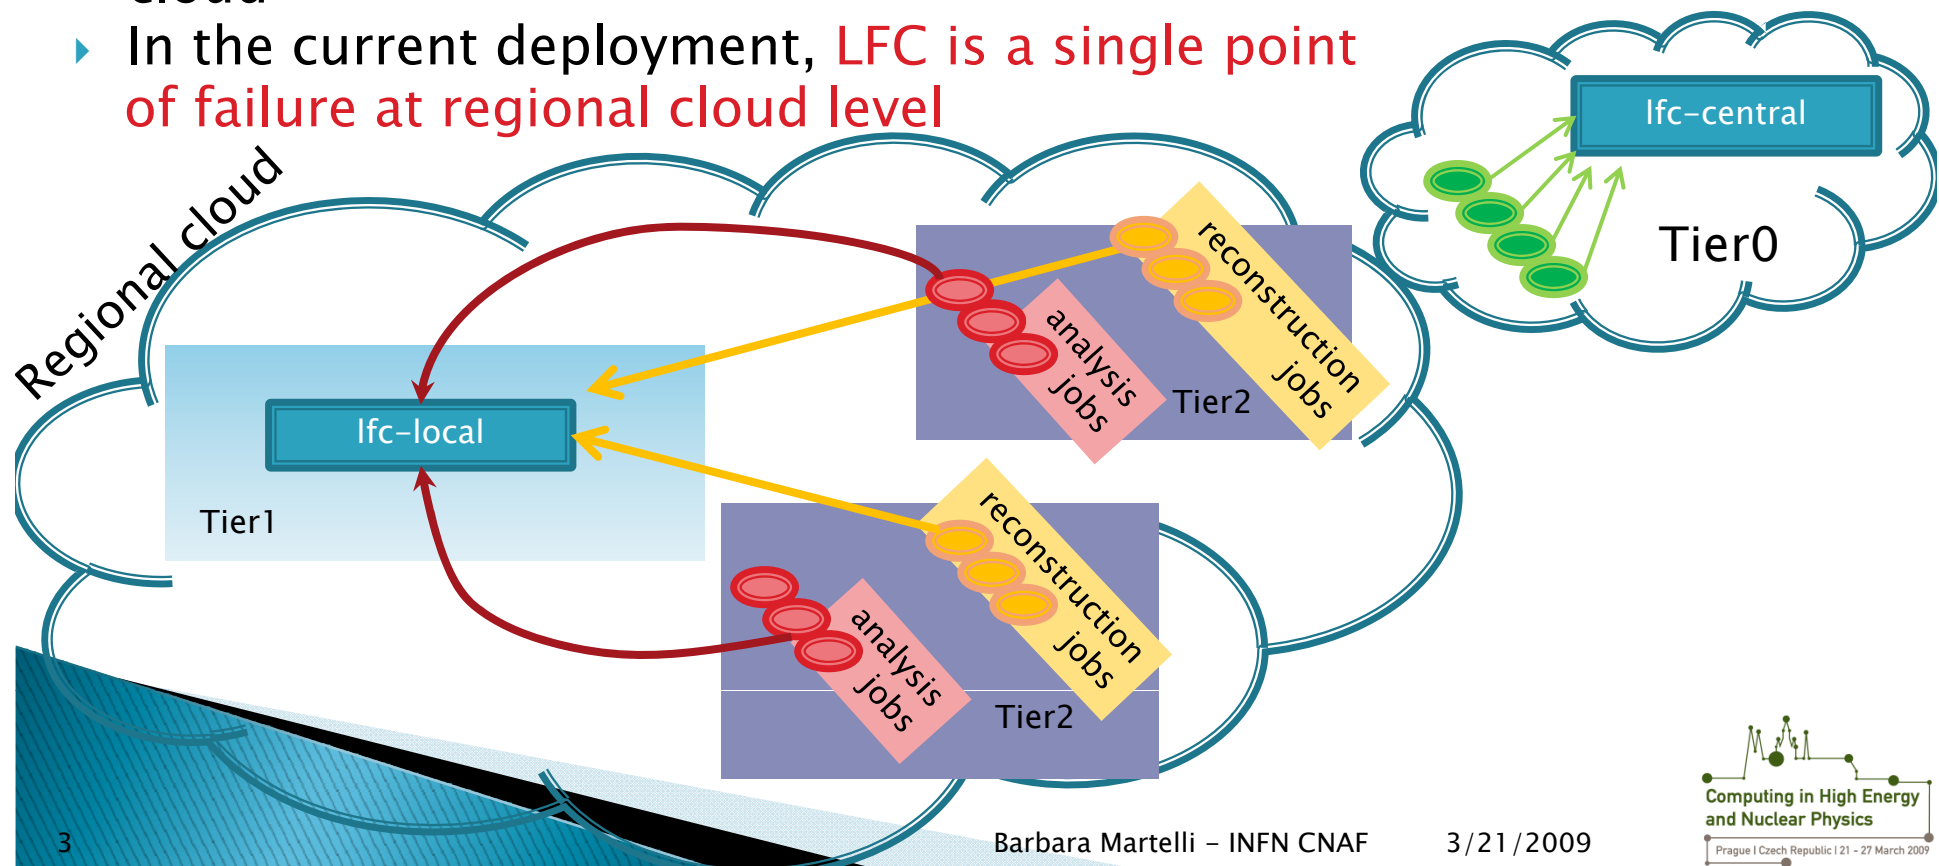 cloud
In the current deployment, LFC is a single point
of failure at regional cloud level
Regional cloud
lfc-central
Tier0
reconstruction
jobs
analysis
jobs
Tier2
lfc-local
Tier1
reconstruction
jobs
analysis
jobs
Tier2
Computing in High Energy
and Nuclear Physics
Prague | Czech Republic | 21 - 27 March 2009
3
Barbara Martelli - INFN CNAF
3/21/2009